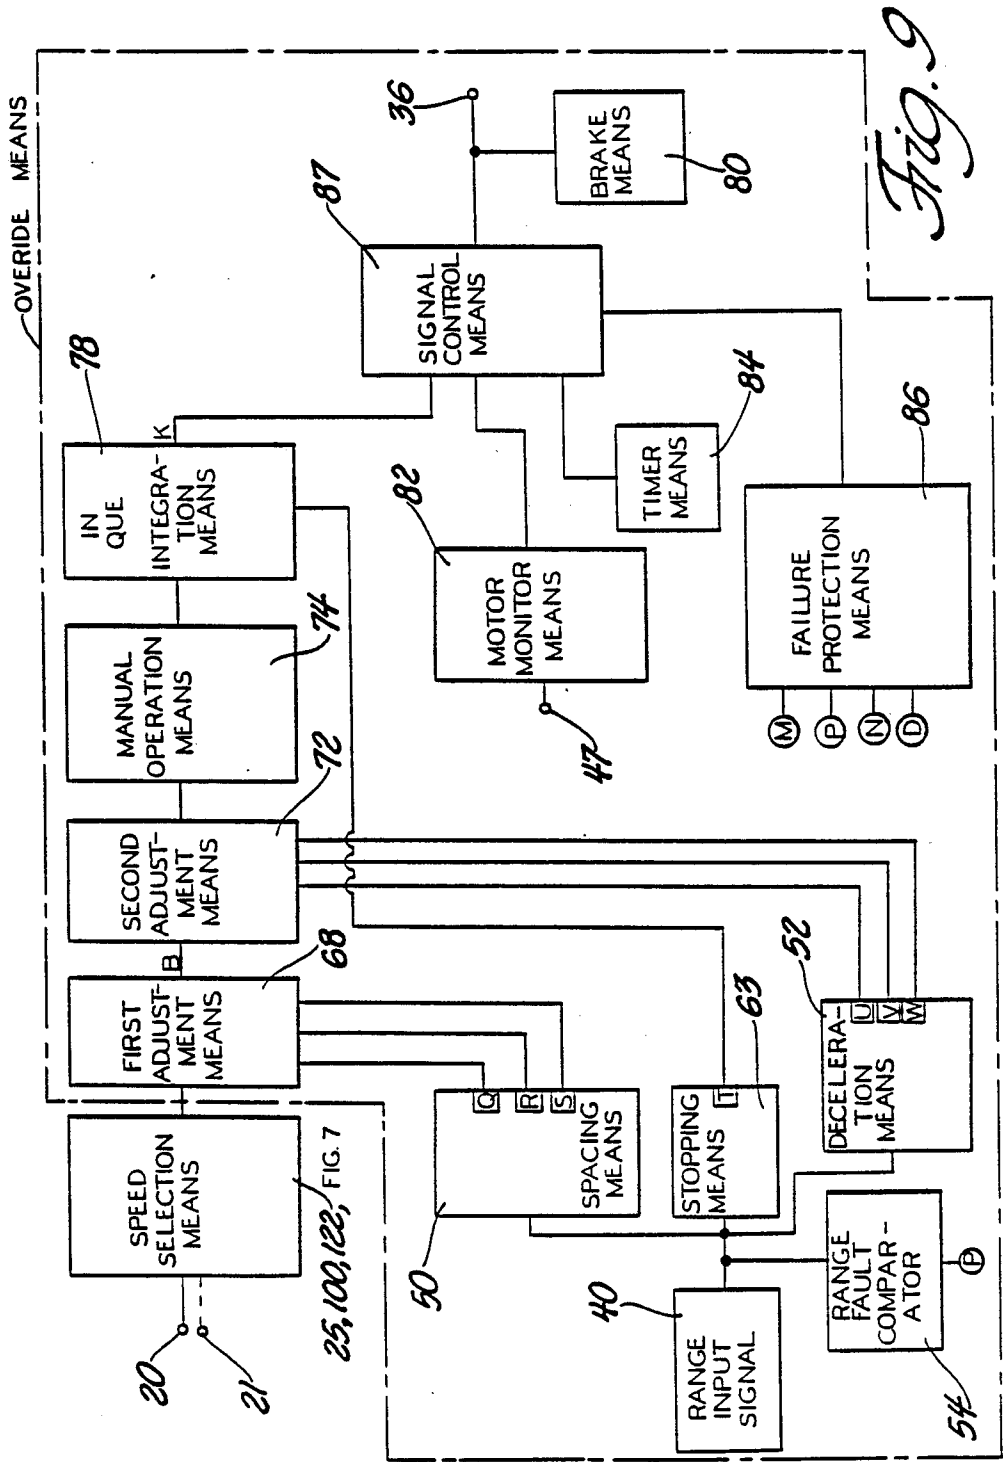 OVERIDE MEANS
20
21
SPEED
SELECTION
MEANS
25, 100, 122, FIG. 7
FIRST
ADJUST-
MENT
MEANS
68
B
SECOND
ADJUST-
MENT
MEANS
72
MANUAL
OPERATION
MEANS
74
IN
QUE
INTEGRA-
TION
MEANS
78
K
50
Q
R
S
SPACING
MEANS
47
MOTOR
MONITOR
MEANS
82
SIGNAL
CONTROL
MEANS
87
36
BRAKE
MEANS
80
TIMER
MEANS
84
40
RANGE
INPUT
SIGNAL
STOPPING
MEANS
T
63
RANGE
FAULT
COMPAR-
ATOR
54
P
DECELERA-
TION
MEANS
U
V
W
52
M
P
N
D
FAILURE
PROTECTION
MEANS
86
Fig. 9